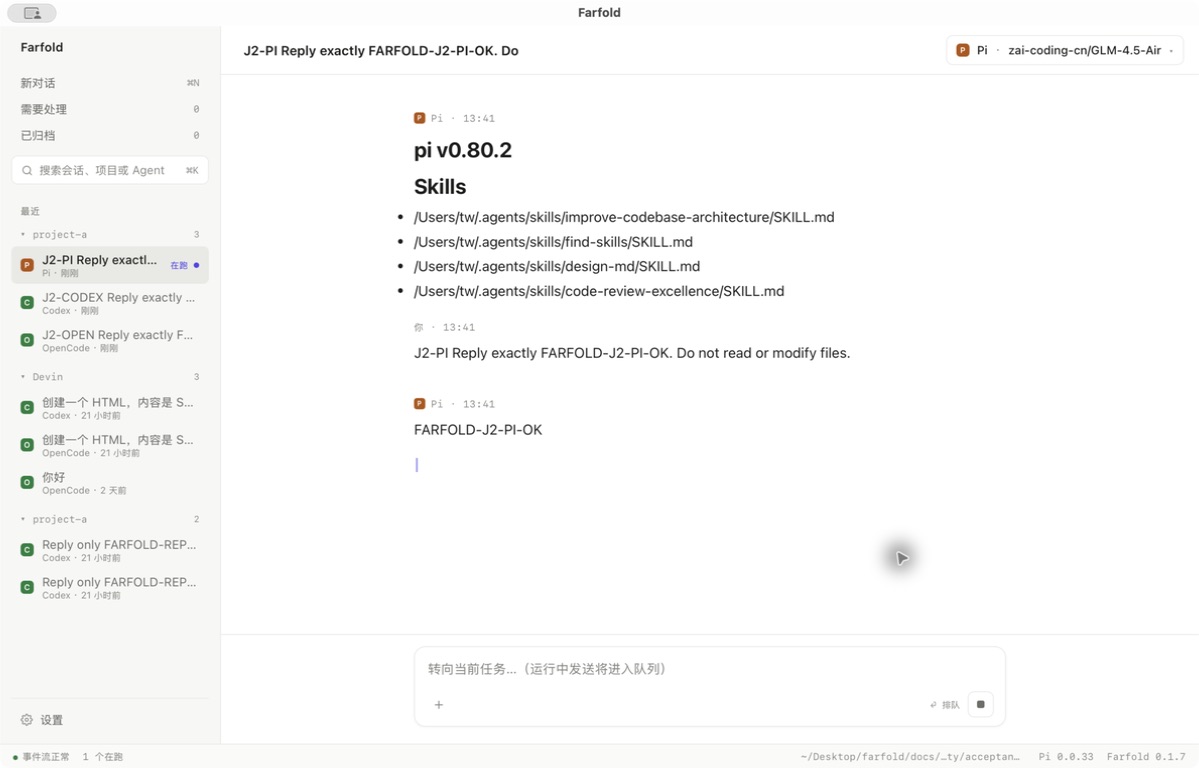 Farfold
Farfold
新对话 ⌘N
需要处理 0
已归档 0
搜索会话、项目或 Agent ⌘K
最近
project-a 3
P J2-PI Reply exactl... 在跑
Pi · 刚刚
C J2-CODEX Reply exactly ...
Codex · 刚刚
O J2-OPEN Reply exactly F...
OpenCode · 刚刚
Devin 3
C 创建一个 HTML，内容是 S...
Codex · 21 小时前
O 创建一个 HTML，内容是 S...
OpenCode · 21 小时前
O 你好
OpenCode · 2 天前
project-a 2
C Reply only FARFOLD-REP...
Codex · 21 小时前
C Reply only FARFOLD-REP...
Codex · 21 小时前
设置
J2-PI Reply exactly FARFOLD-J2-PI-OK. Do
P Pi · zai-coding-cn/GLM-4.5-Air
P Pi · 13:41
pi v0.80.2
Skills
• /Users/tw/.agents/skills/improve-codebase-architecture/SKILL.md
• /Users/tw/.agents/skills/find-skills/SKILL.md
• /Users/tw/.agents/skills/design-md/SKILL.md
• /Users/tw/.agents/skills/code-review-excellence/SKILL.md
你 · 13:41
J2-PI Reply exactly FARFOLD-J2-PI-OK. Do not read or modify files.
P Pi · 13:41
FARFOLD-J2-PI-OK
转向当前任务...（运行中发送将进入队列）
+ ⏎ 排队
事件流正常 1 个在跑 ~/Desktop/farfold/docs/…ty/acceptan… Pi 0.0.33 Farfold 0.1.7